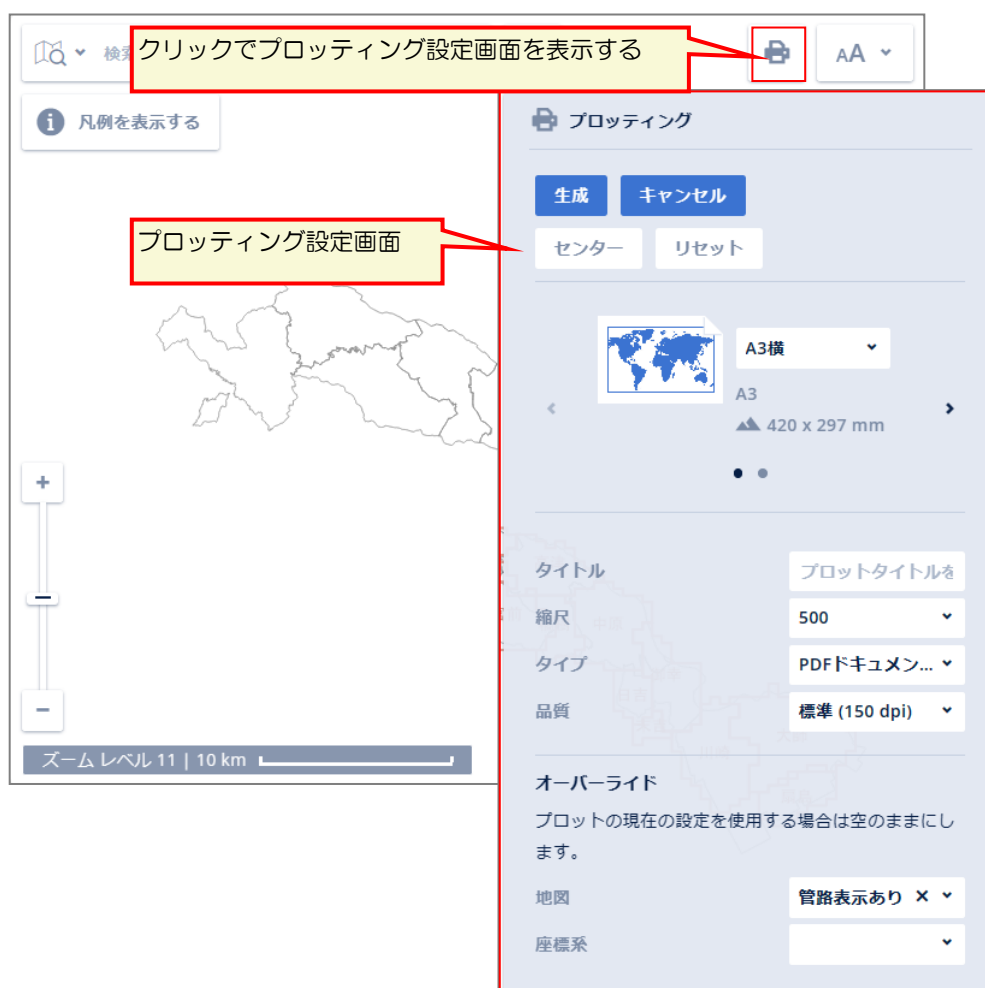 検索
クリックでプロッティング設定画面を表示する
AA
凡例を表示する
プロッティング
生成
キャンセル
プロッティング設定画面
センター
リセット
A3横
A3
420 x 297 mm
タイトル
プロットタイトルを
縮尺
500
タイプ
PDFドキュメン...
品質
標準 (150 dpi)
ズーム レベル 11 | 10 km
オーバーライド
プロットの現在の設定を使用する場合は空のままにし
ます。
地図
管路表示あり
座標系